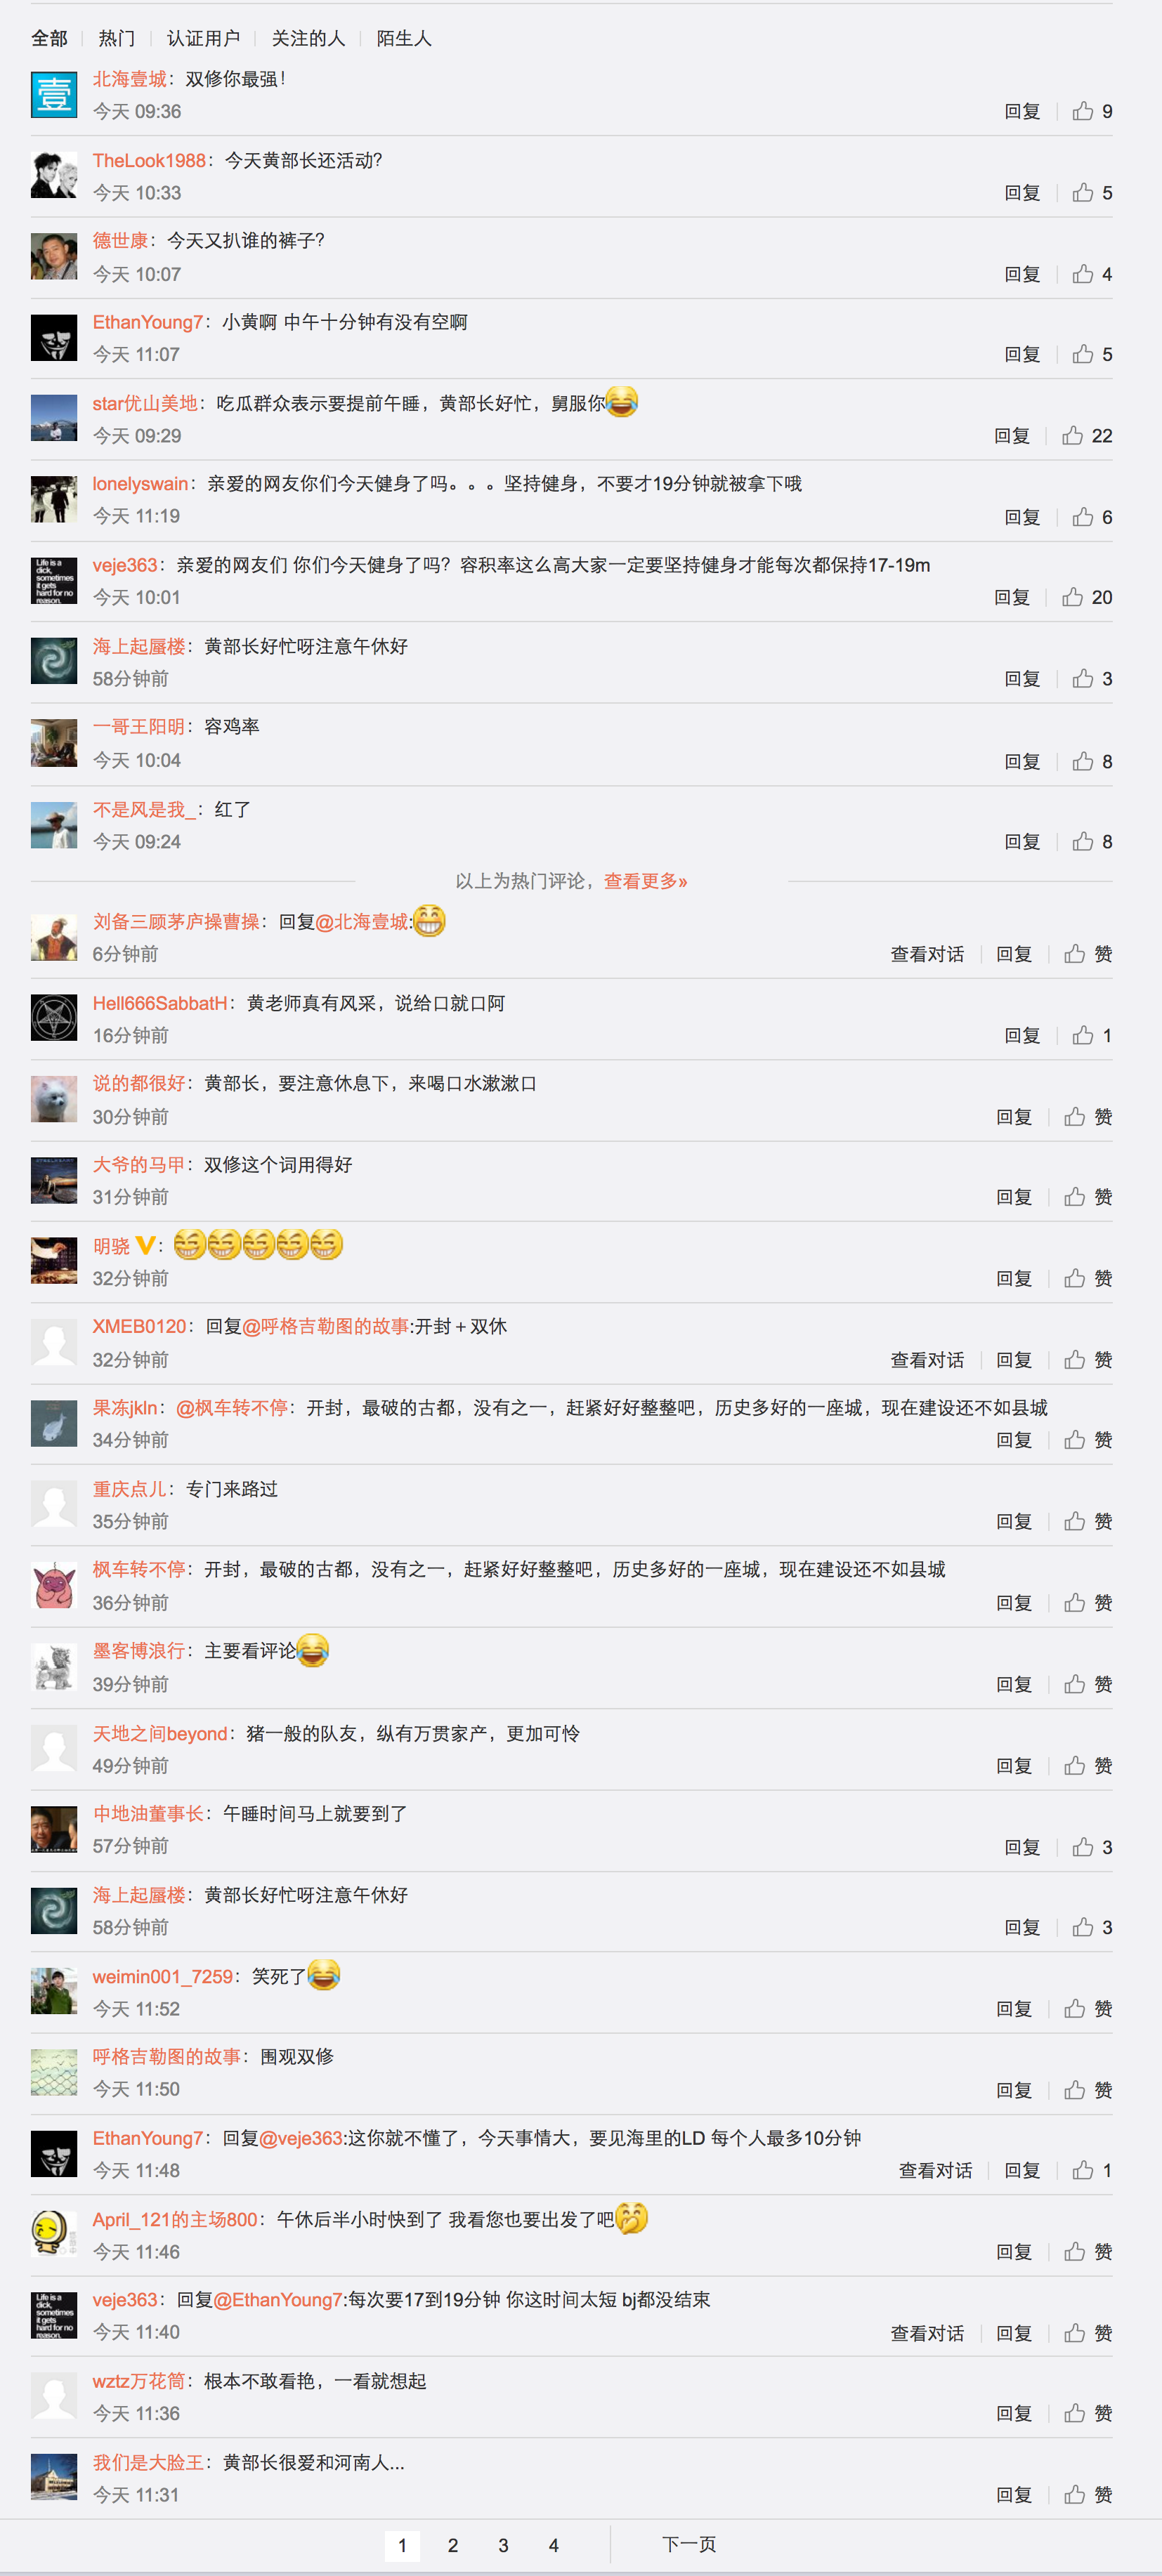 全部 热门 认证用户 关注的人 陌生人
壹
北海壹城：双修你最强！
今天 09:36 回复 9
TheLook1988：今天黄部长还活动？
今天 10:33 回复 5
德世康：今天又扒谁的裤子？
今天 10:07 回复 4
EthanYoung7：小黄啊 中午十分钟有没有空啊
今天 11:07 回复 5
star优山美地：吃瓜群众表示要提前午睡，黄部长好忙，舅服你😂
今天 09:29 回复 22
lonelyswain：亲爱的网友你们今天健身了吗。。。坚持健身，不要才19分钟就被拿下哦
今天 11:19 回复 6
Life is a
dick,
sometimes
it gets
hard for no
reason.
veje363：亲爱的网友们 你们今天健身了吗？容积率这么高大家一定要坚持健身才能每次都保持17-19m
今天 10:01 回复 20
海上起蜃楼：黄部长好忙呀注意午休好
58分钟前 回复 3
一哥王阳明：容鸡率
今天 10:04 回复 8
不是风是我_：红了
今天 09:24 回复 8
以上为热门评论，查看更多»
刘备三顾茅庐操曹操：回复@北海壹城:😁
6分钟前 查看对话 回复 赞
Hell666SabbatH：黄老师真有风采，说给口就口阿
16分钟前 回复 1
说的都很好：黄部长，要注意休息下，来喝口水漱漱口
30分钟前 回复 赞
大爷的马甲：双修这个词用得好
31分钟前 回复 赞
明骁 V：😆😆😆😆😆
32分钟前 回复 赞
XMEB0120：回复@呼格吉勒图的故事:开封＋双休
32分钟前 查看对话 回复 赞
果冻jkln：@枫车转不停：开封，最破的古都，没有之一，赶紧好好整整吧，历史多好的一座城，现在建设还不如县城
34分钟前 回复 赞
重庆点儿：专门来路过
35分钟前 回复 赞
枫车转不停：开封，最破的古都，没有之一，赶紧好好整整吧，历史多好的一座城，现在建设还不如县城
36分钟前 回复 赞
墨客博浪行：主要看评论😂
39分钟前 回复 赞
天地之间beyond：猪一般的队友，纵有万贯家产，更加可怜
49分钟前 回复 赞
中地油董事长：午睡时间马上就要到了
57分钟前 回复 3
海上起蜃楼：黄部长好忙呀注意午休好
58分钟前 回复 3
weimin001_7259：笑死了😂
今天 11:52 回复 赞
呼格吉勒图的故事：围观双修
今天 11:50 回复 赞
EthanYoung7：回复@veje363:这你就不懂了，今天事情大，要见海里的LD 每个人最多10分钟
今天 11:48 查看对话 回复 1
April_121的主场800：午休后半小时快到了 我看您也要出发了吧🤭
今天 11:46 回复 赞
Life is a
dick,
sometimes
it gets
hard for no
reason.
veje363：回复@EthanYoung7:每次要17到19分钟 你这时间太短 bj都没结束
今天 11:40 查看对话 回复 赞
wztz万花筒：根本不敢看艳，一看就想起
今天 11:36 回复 赞
我们是大脸王：黄部长很爱和河南人...
今天 11:31 回复 赞
1 2 3 4 下一页